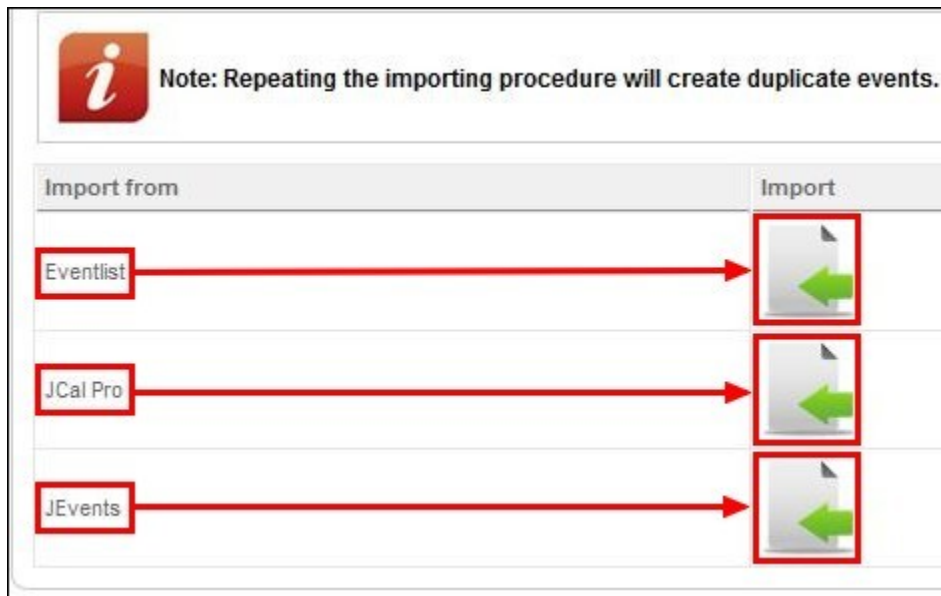 Note: Repeating the importing procedure will create duplicate events.
Import from Import
Eventlist
JCal Pro
JEvents